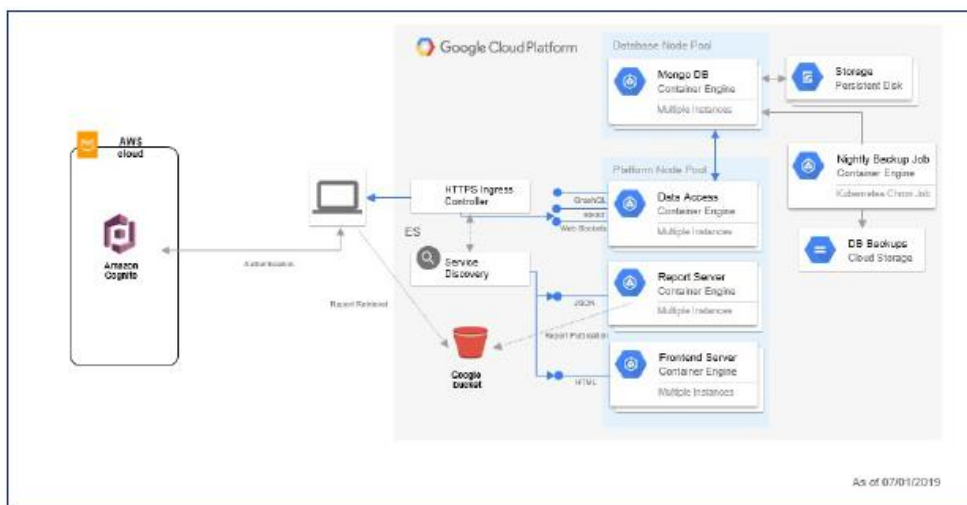 Google Cloud Platform
Database Node Pool
Mongo DB
Container Engine
Multiple Instances
Storage
Persistent Disk
AWS
cloud
Amazon
Cognito
Authentication
Report Retrieval
HTTPS Ingress
Controller
ES
Service
Discovery
Google
bucket
Platform Node Pool
GraphQL
Web Sockets
Data Access
Container Engine
Multiple Instances
JSON
Report Publication
Report Server
Container Engine
Multiple Instances
HTML
Frontend Server
Container Engine
Multiple Instances
Nightly Backup Job
Container Engine
Kubernetes Chron Job
DB Backups
Cloud Storage
As of 07/01/2019